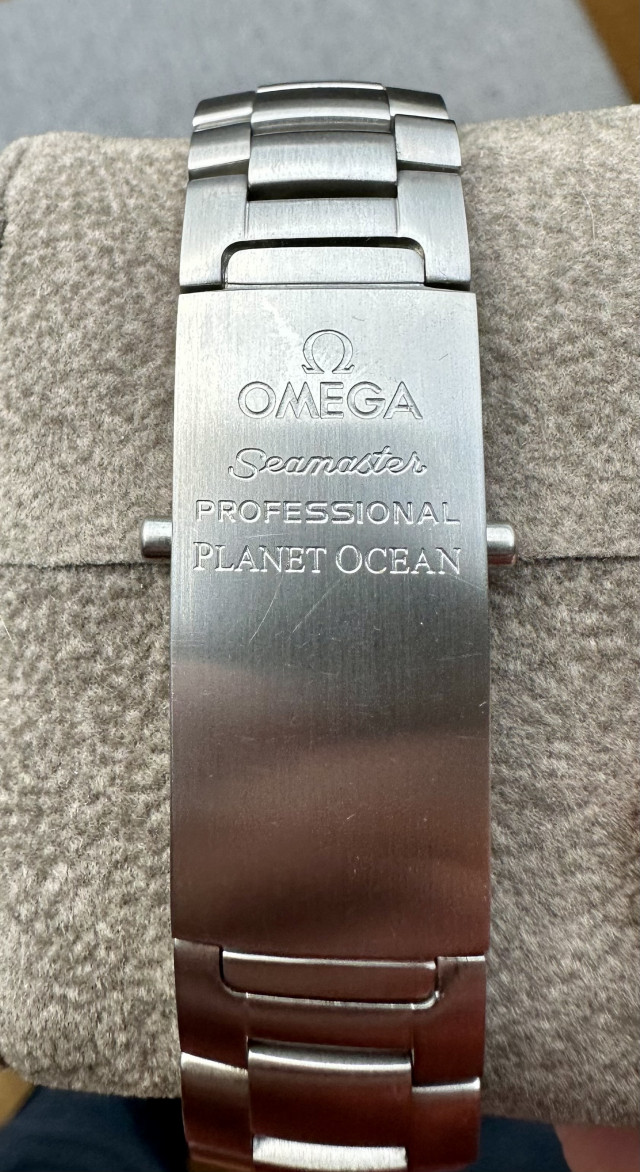 Ω
OMEGA
Seamaster
PROFESSIONAL
PLANET OCEAN